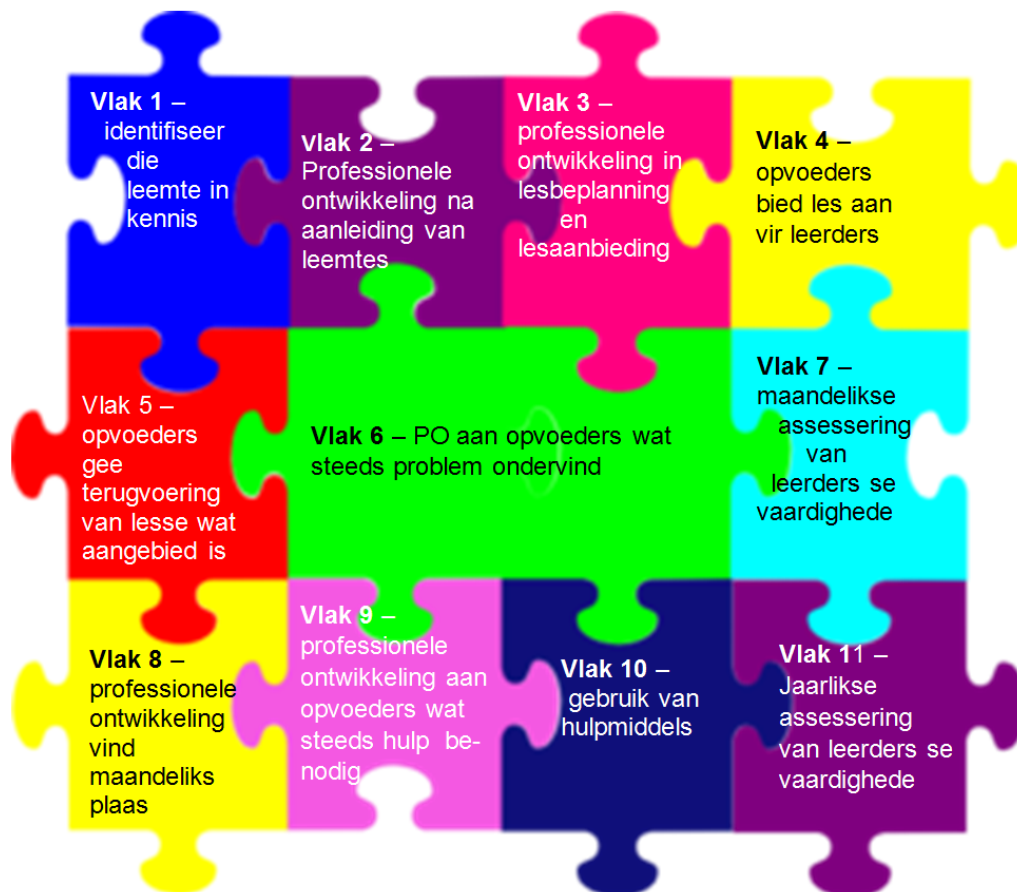 Vlak 1 –
identifiseer
die
leemte in
kennis
Vlak 2 –
Professionele
ontwikkeling na
aanleiding van
leemtes
Vlak 3 –
professionele
ontwikkeling in
lesbeplanning
en
lesaanbieding
Vlak 4 –
opvoeders
bied les aan
vir leerders
Vlak 5 –
opvoeders
gee
terugvoering
van lesse wat
aangebied is
Vlak 6 – PO aan opvoeders wat
steeds problem ondervind
Vlak 7 –
maandelikse
assessering
van
leerders se
vaardighede
Vlak 8 –
professionele
ontwikkeling
vind
maandeliks
plaas
Vlak 9 –
professionele
ontwikkeling aan
opvoeders wat
steeds hulp be-
nodig
Vlak 10 –
gebruik van
hulpmiddels
Vlak 11 –
Jaarlikse
assessering
van leerders se
vaardighede